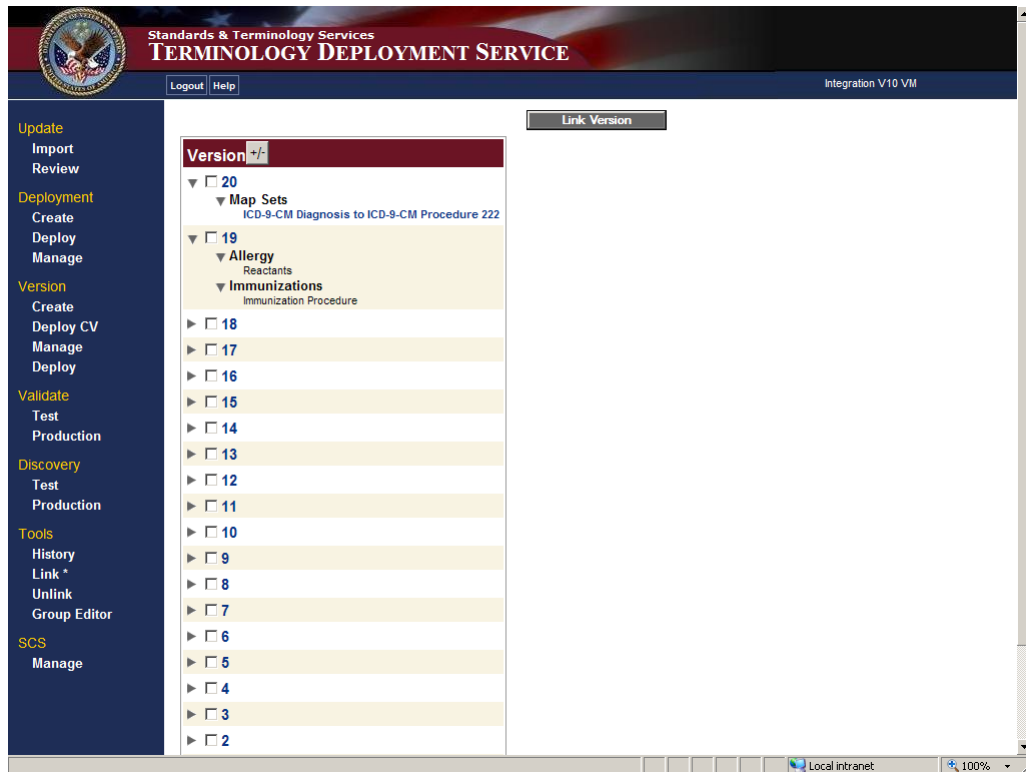 Standards & Terminology Services
TERMINOLOGY DEPLOYMENT SERVICE
Logout Help
Integration V10 VM
Update
Import
Review
Deployment
Create
Deploy
Manage
Version
Create
Deploy CV
Manage
Deploy
Validate
Test
Production
Discovery
Test
Production
Tools
History
Link *
Unlink
Group Editor
SCS
Manage
Link Version
Version +/-
20
Map Sets
ICD-9-CM Diagnosis to ICD-9-CM Procedure 222
19
Allergy
Reactants
Immunizations
Immunization Procedure
18
17
16
15
14
13
12
11
10
9
8
7
6
5
4
3
2
Local intranet
100%